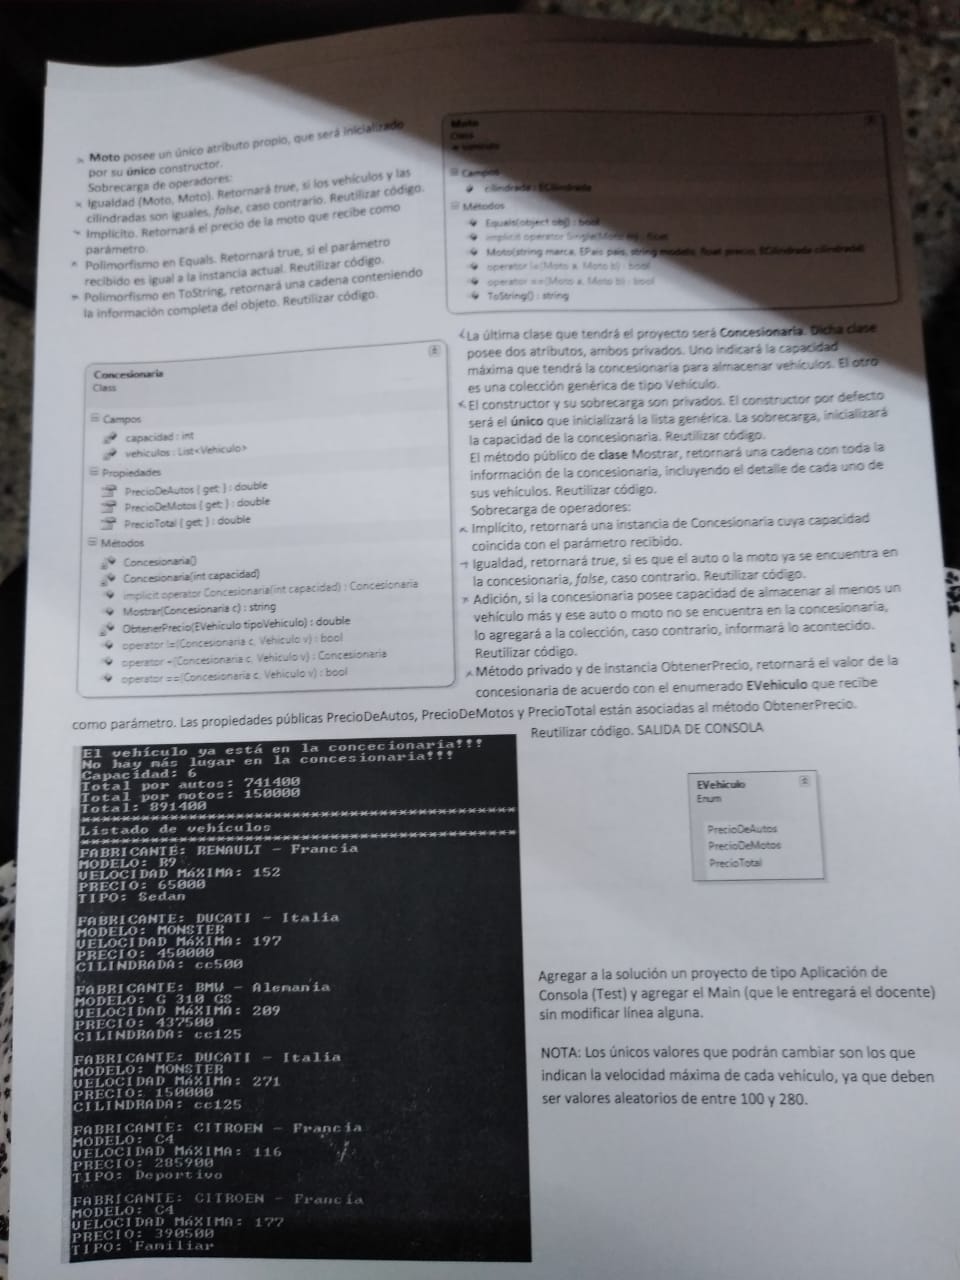 Moto posee un único atributo propio, que será inicializado
por su único constructor.
Sobrecarga de operadores:
Igualdad (Moto, Moto). Retornará true, si los vehículos y las
cilindradas son iguales, false, caso contrario. Reutilizar código.
Implícito. Retornará el precio de la moto que recibe como
parámetro.
Polimorfismo en Equals. Retornará true, si el parámetro
recibido es igual a la instancia actual. Reutilizar código.
Polimorfismo en ToString, retornará una cadena conteniendo
la información completa del objeto. Reutilizar código.
Moto
Class
Campos
cilindrada : ECilindrada
Métodos
Equals(object obj) : bool
implicit operator Single(Moto m) : float
Moto(string marca, EPais pais, string modelo, float precio, ECilindrada cilindrada)
operator !=(Moto a, Moto b) : bool
operator ==(Moto a, Moto b) : bool
ToString() : string
La última clase que tendrá el proyecto será Concesionaria. Dicha clase
posee dos atributos, ambos privados. Uno indicará la capacidad
máxima que tendrá la concesionaria para almacenar vehículos. El otro
es una colección genérica de tipo Vehículo.
El constructor y su sobrecarga son privados. El constructor por defecto
será el único que inicializará la lista genérica. La sobrecarga, inicializará
la capacidad de la concesionaria. Reutilizar código.
El método público de clase Mostrar, retornará una cadena con toda la
información de la concesionaria, incluyendo el detalle de cada uno de
sus vehículos. Reutilizar código.
Sobrecarga de operadores:
Implícito, retornará una instancia de Concesionaria cuya capacidad
coincida con el parámetro recibido.
Igualdad, retornará true, si es que el auto o la moto ya se encuentra en
la concesionaria, false, caso contrario. Reutilizar código.
Adición, si la concesionaria posee capacidad de almacenar al menos un
vehículo más y ese auto o moto no se encuentra en la concesionaria,
lo agregará a la colección, caso contrario, informará lo acontecido.
Reutilizar código.
Método privado y de instancia ObtenerPrecio, retornará el valor de la
concesionaria de acuerdo con el enumerado EVehiculo que recibe
como parámetro. Las propiedades públicas PrecioDeAutos, PrecioDeMotos y PrecioTotal están asociadas al método ObtenerPrecio.
Reutilizar código. SALIDA DE CONSOLA
Concesionaria
Class
Campos
capacidad : int
vehiculos : List<Vehiculo>
Propiedades
PrecioDeAutos { get; } : double
PrecioDeMotos { get; } : double
PrecioTotal { get; } : double
Métodos
Concesionaria()
Concesionaria(int capacidad)
implicit operator Concesionaria(int capacidad) : Concesionaria
Mostrar(Concesionaria c) : string
ObtenerPrecio(EVehiculo tipoVehiculo) : double
operator !=(Concesionaria c, Vehiculo v) : bool
operator +(Concesionaria c, Vehiculo v) : Concesionaria
operator ==(Concesionaria c, Vehiculo v) : bool
El vehículo ya está en la concecionaria!!!
No hay más lugar en la concesionaria!!!
Capacidad: 6
Total por autos: 741400
Total por motos: 150000
Total: 891400
******************************************
Listado de vehículos
******************************************
FABRICANTE: RENAULT - Francia
MODELO: R9
VELOCIDAD MáXIMA: 152
PRECIO: 65000
TIPO: Sedan
FABRICANTE: DUCATI - Italia
MODELO: MONSTER
VELOCIDAD MáXIMA: 197
PRECIO: 450000
CILINDRADA: cc500
FABRICANTE: BMW - Alemania
MODELO: G 310 GS
VELOCIDAD MáXIMA: 209
PRECIO: 437500
CILINDRADA: cc125
FABRICANTE: DUCATI - Italia
MODELO: MONSTER
VELOCIDAD MáXIMA: 271
PRECIO: 150000
CILINDRADA: cc125
FABRICANTE: CITROEN - Francia
MODELO: C4
VELOCIDAD MáXIMA: 116
PRECIO: 285900
TIPO: Deportivo
FABRICANTE: CITROEN - Francia
MODELO: C4
VELOCIDAD MáXIMA: 177
PRECIO: 390500
TIPO: Familiar
EVehiculo
Enum
PrecioDeAutos
PrecioDeMotos
PrecioTotal
Agregar a la solución un proyecto de tipo Aplicación de
Consola (Test) y agregar el Main (que le entregará el docente)
sin modificar línea alguna.
NOTA: Los únicos valores que podrán cambiar son los que
indican la velocidad máxima de cada vehículo, ya que deben
ser valores aleatorios de entre 100 y 280.